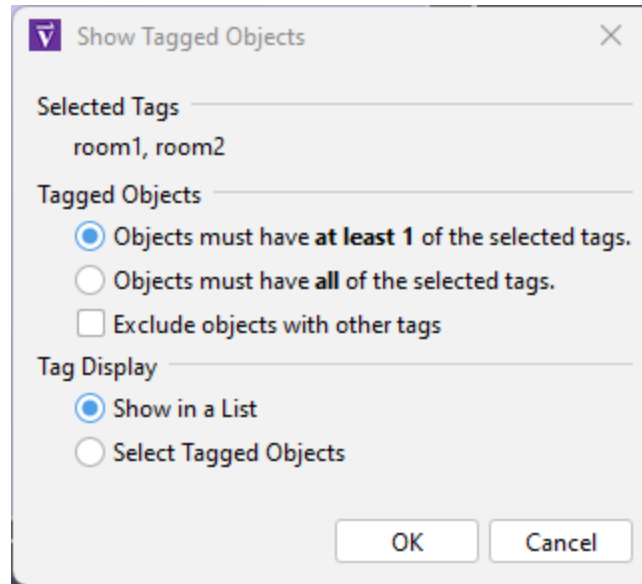 Show Tagged Objects
Selected Tags
room1, room2
Tagged Objects
Objects must have at least 1 of the selected tags.
Objects must have all of the selected tags.
Exclude objects with other tags
Tag Display
Show in a List
Select Tagged Objects
OK Cancel